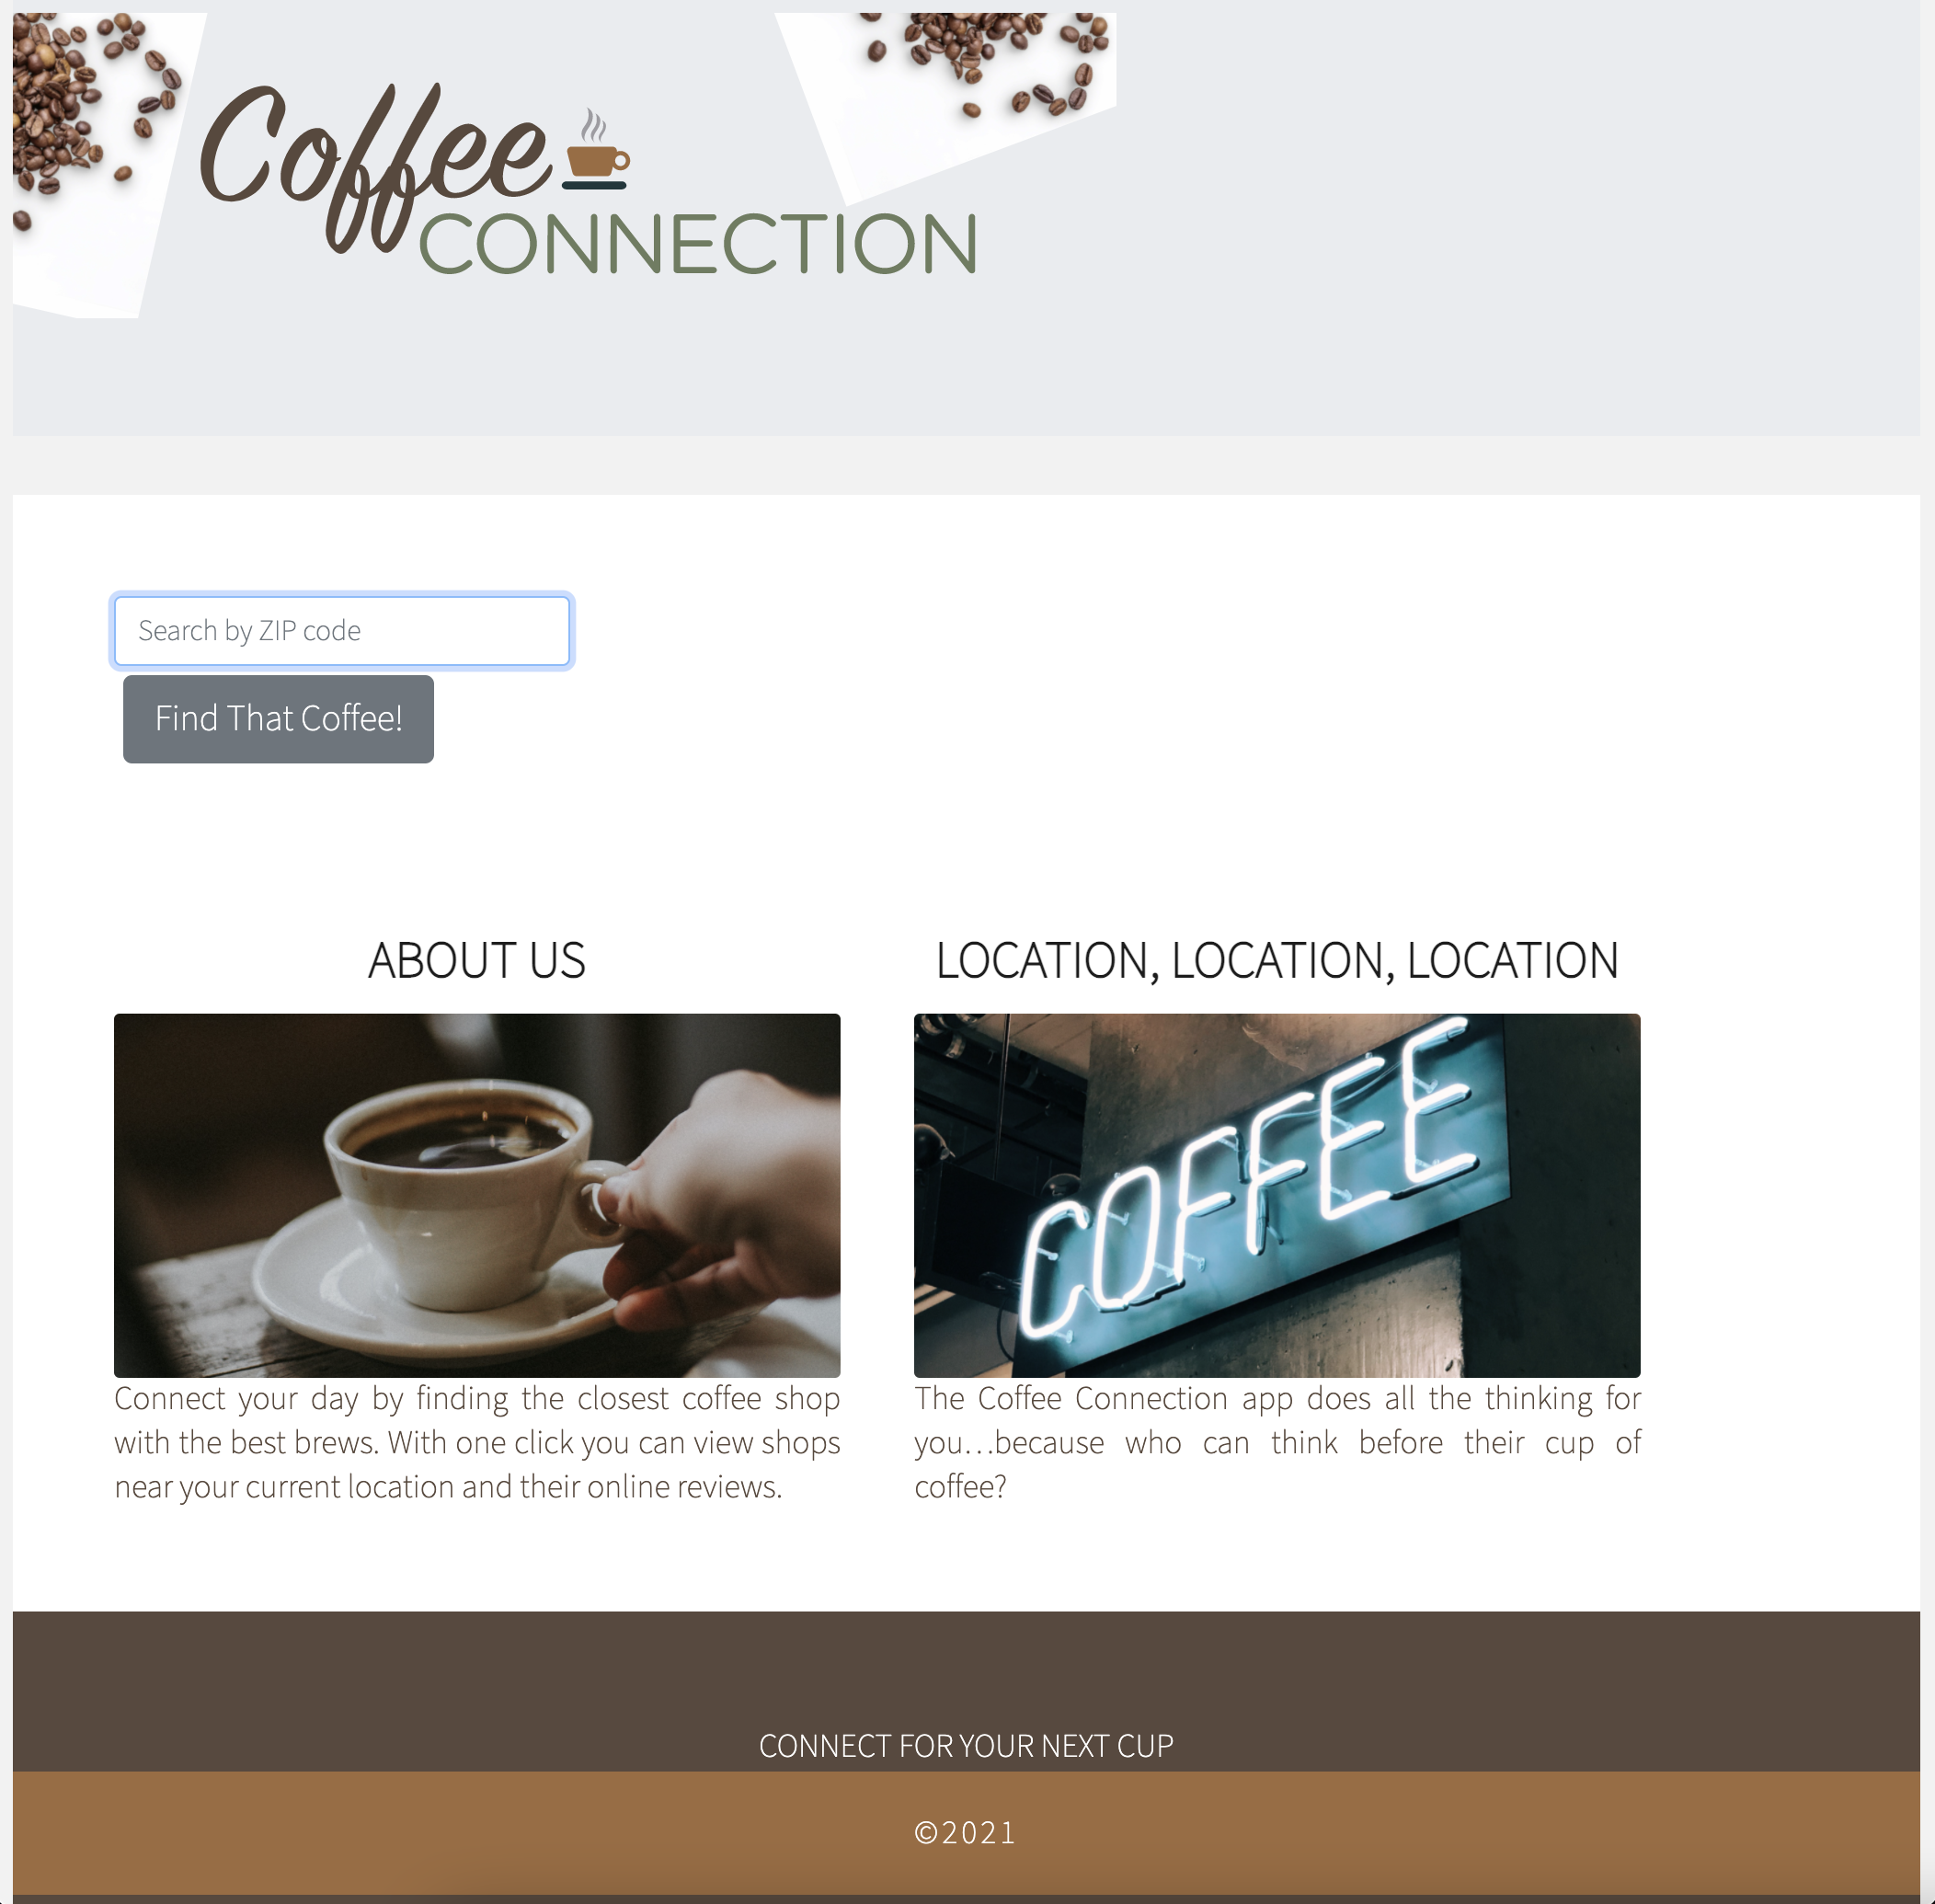 Coffee
CONNECTION
Search by ZIP code
Find That Coffee!
ABOUT US
Connect your day by finding the closest coffee shop
with the best brews. With one click you can view shops
near your current location and their online reviews.
LOCATION, LOCATION, LOCATION
COFFEE
The Coffee Connection app does all the thinking for
you…because who can think before their cup of
coffee?
CONNECT FOR YOUR NEXT CUP
©2021